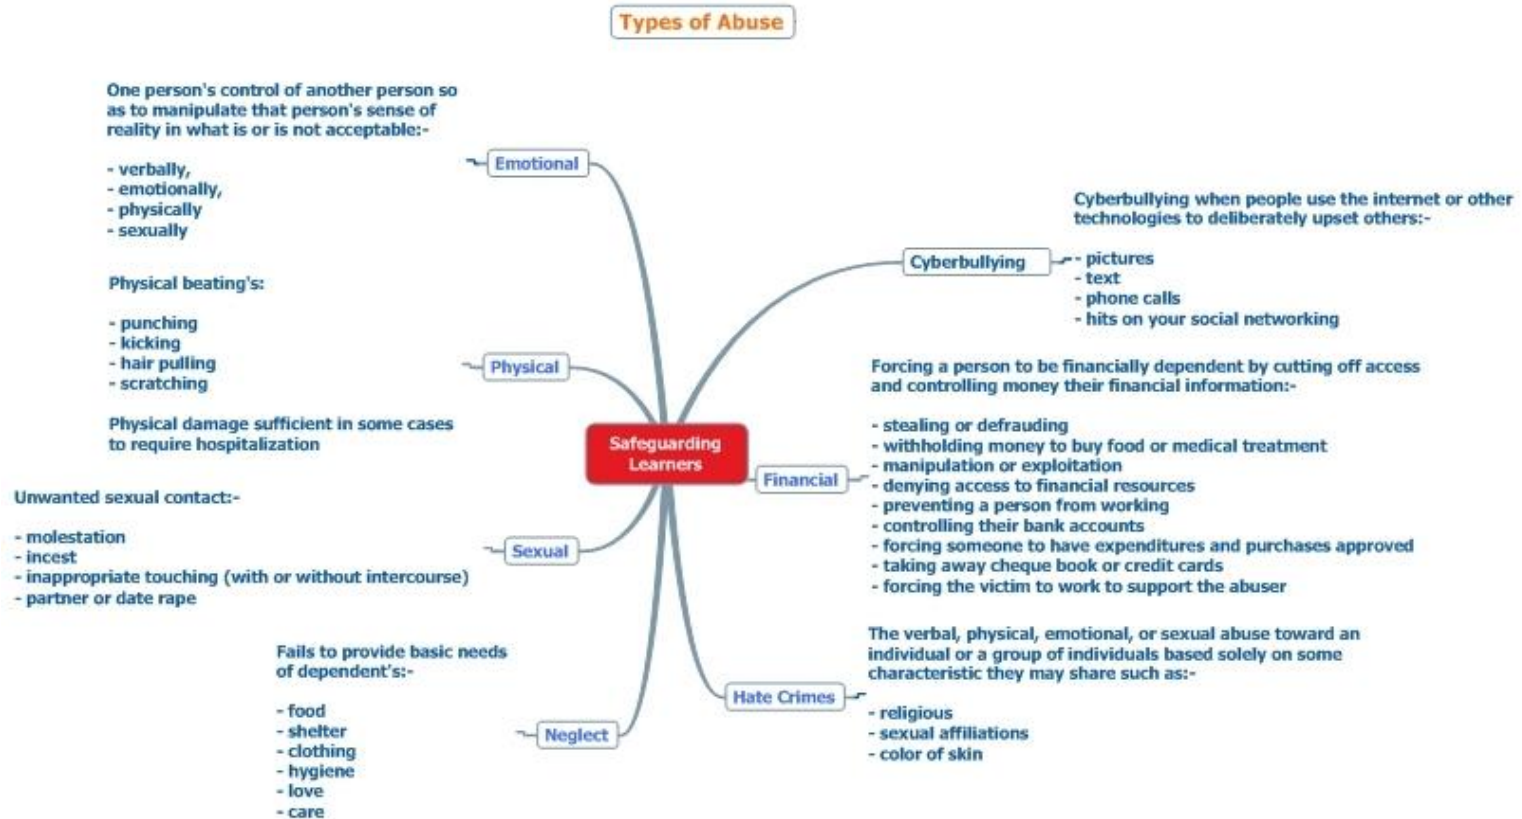 Types of Abuse
One person's control of another person so
as to manipulate that person's sense of
reality in what is or is not acceptable:-
- verbally,
- emotionally,
- physically
- sexually
Emotional
Physical beating's:
- punching
- kicking
- hair pulling
- scratching
Physical damage sufficient in some cases
to require hospitalization
Physical
Unwanted sexual contact:-
- molestation
- incest
- inappropriate touching (with or without intercourse)
- partner or date rape
Sexual
Fails to provide basic needs
of dependent's:-
- food
- shelter
- clothing
- hygiene
- love
- care
Neglect
Safeguarding
Learners
Cyberbullying
Cyberbullying when people use the internet or other
technologies to deliberately upset others:-
- pictures
- text
- phone calls
- hits on your social networking
Financial
Forcing a person to be financially dependent by cutting off access
and controlling money their financial information:-
- stealing or defrauding
- withholding money to buy food or medical treatment
- manipulation or exploitation
- denying access to financial resources
- preventing a person from working
- controlling their bank accounts
- forcing someone to have expenditures and purchases approved
- taking away cheque book or credit cards
- forcing the victim to work to support the abuser
Hate Crimes
The verbal, physical, emotional, or sexual abuse toward an
individual or a group of individuals based solely on some
characteristic they may share such as:-
- religious
- sexual affiliations
- color of skin